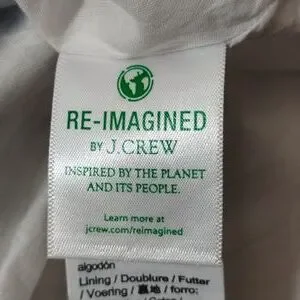 RE-IMAGINED
BY J.CREW
INSPIRED BY THE PLANET
AND ITS PEOPLE.
Learn more at
jcrew.com/reimagined
algodón
Lining / Doublure / Futter
/ Voering / 裏地 / forro: